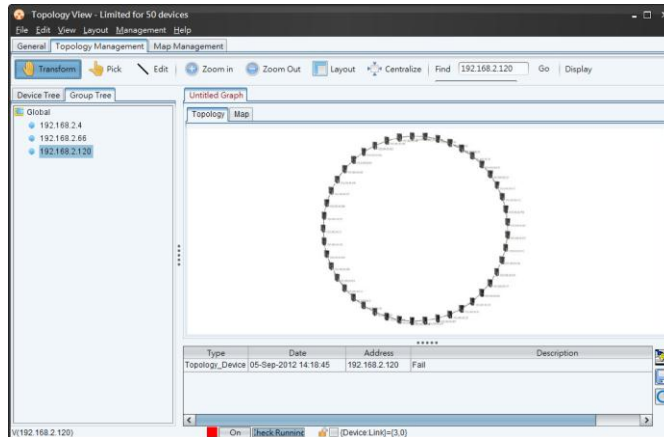 Topology View - Limited for 50 devices
File Edit View Layout Management Help
General Topology Management Map Management
Transform Pick Edit Zoom in Zoom Out Layout Centralize Find 192.168.2.120 Go Display
Device Tree Group Tree
Untitled Graph
Global
192.168.2.4
192.168.2.66
192.168.2.120
Topology Map
Type Date Address Description
Topology_Device 05-Sep-2012 14:18:45 192.168.2.120 Fail
V(192.168.2.120) On Check Running {Device:Link}={3,0}